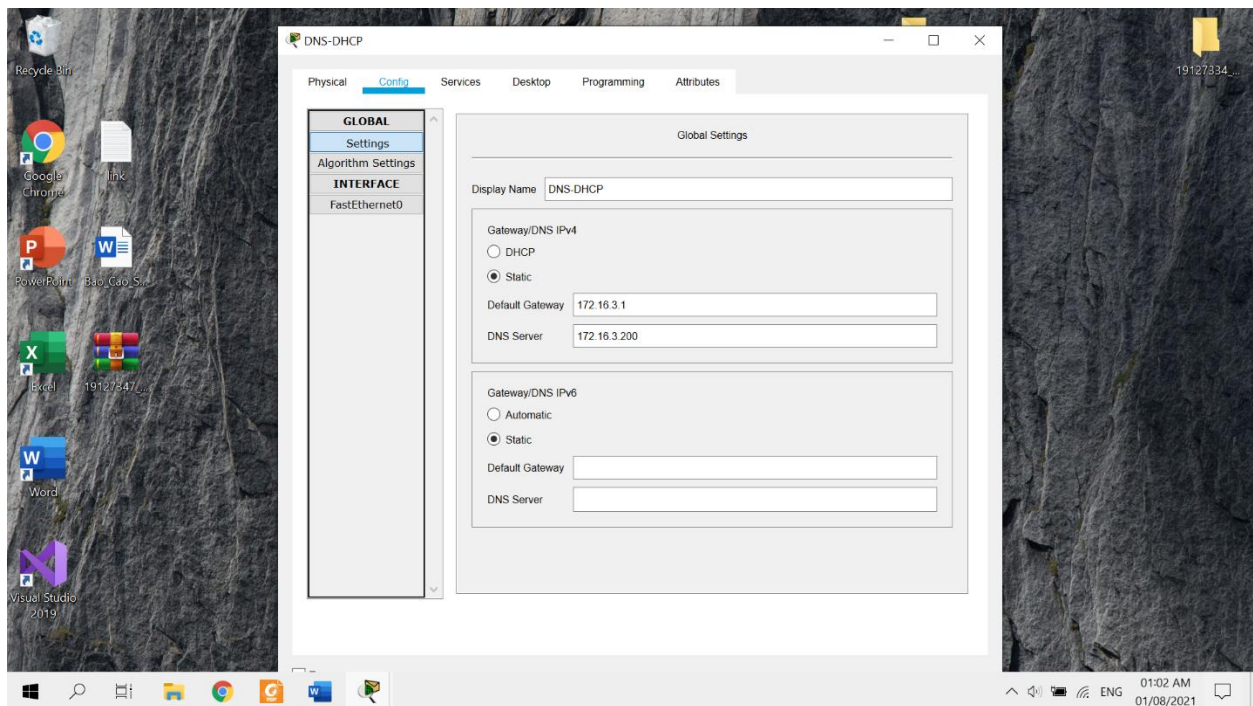 DNS-DHCP
Recycle Bin
19127334_...
Physical Config Services Desktop Programming Attributes
GLOBAL
Settings
Algorithm Settings
INTERFACE
FastEthernet0
Global Settings
Display Name DNS-DHCP
Gateway/DNS IPv4
DHCP
Static
Default Gateway 172.16.3.1
DNS Server 172.16.3.200
Gateway/DNS IPv6
Automatic
Static
Default Gateway
DNS Server
Google
Chrome
link
PowerPoint
Bao_Cao_S...
Excel
19127347_...
Word
Visual Studio
2019
ENG
01:02 AM
01/08/2021